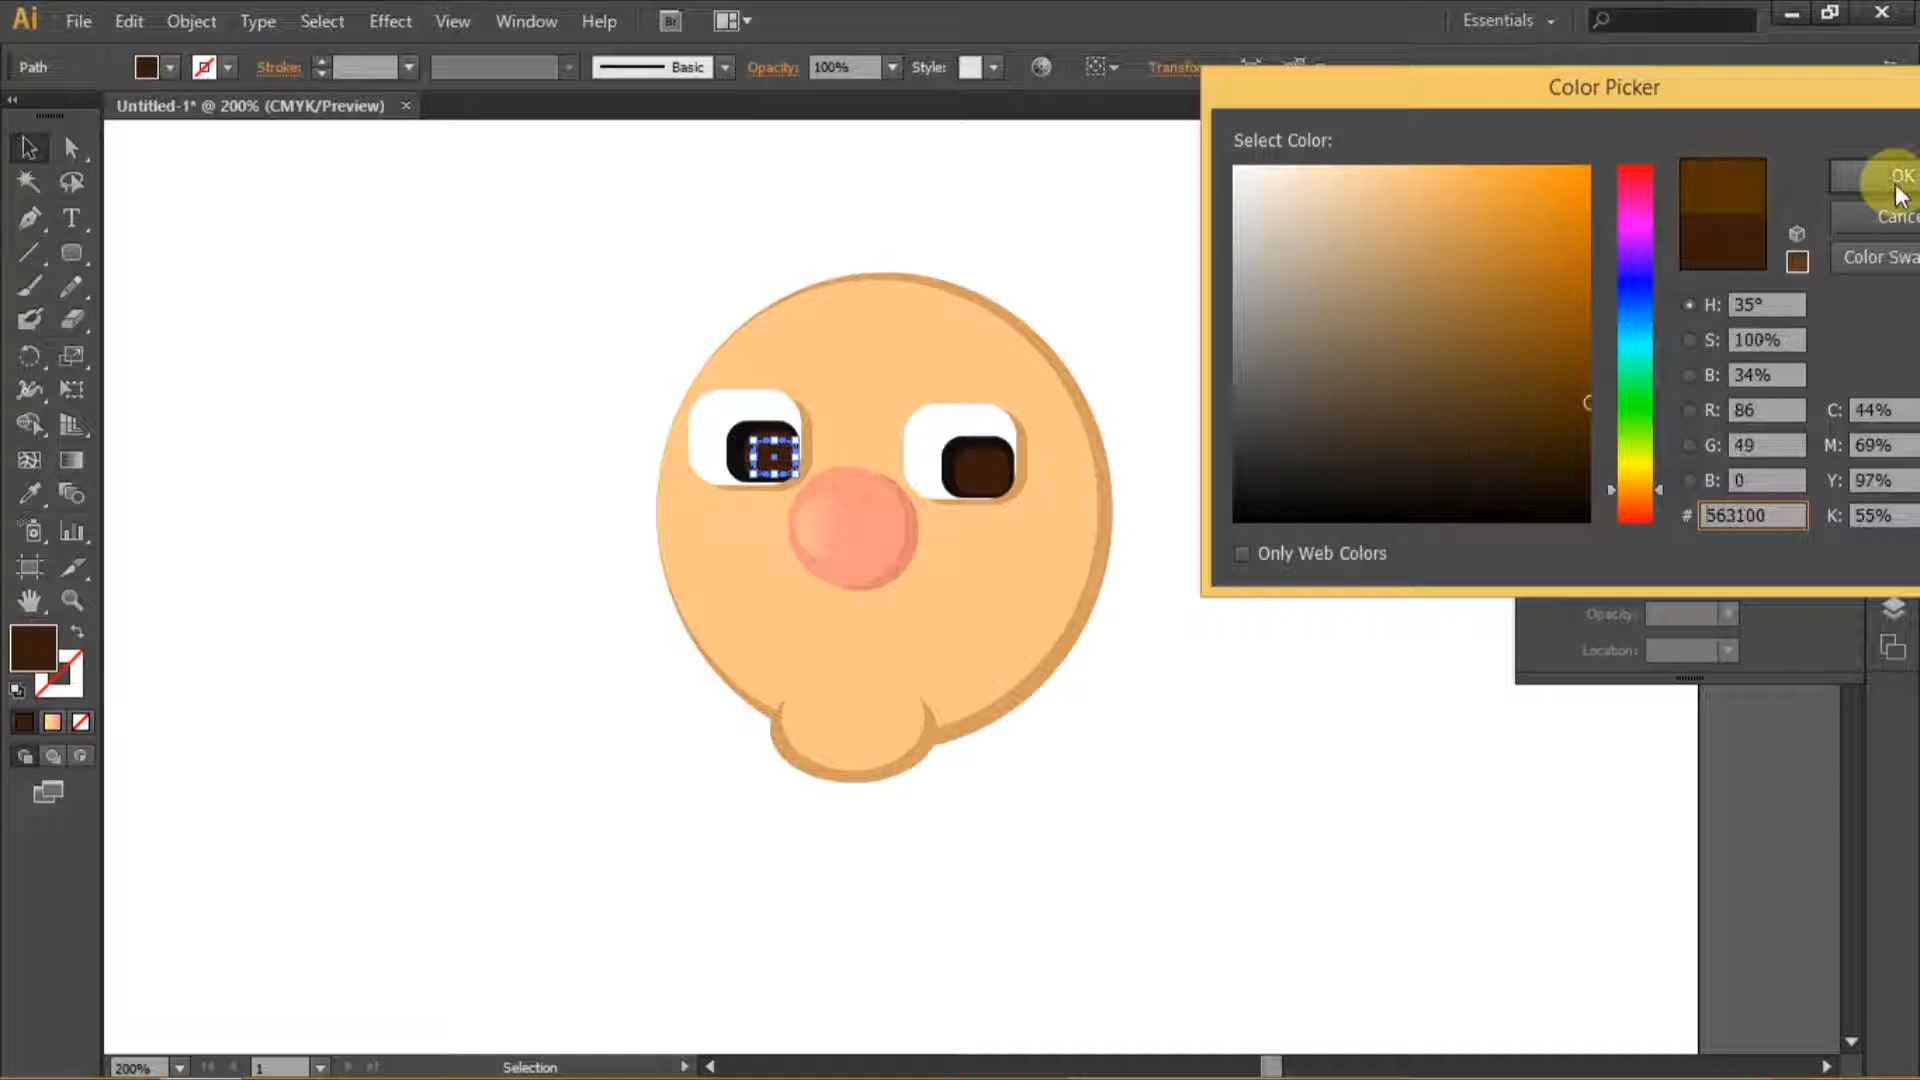 Ai File Edit Object Type Select Effect View Window Help Br Essentials
Path Stroke: Basic Opacity: 100% Style:
Color Picker
Untitled-1* @ 200% (CMYK/Preview) ×
Select Color:
OK
Color Swa
H: 35°
S: 100%
B: 34%
R: 86 C: 44%
G: 49 M: 69%
B: 0 Y: 97%
# 563100 K: 55%
Only Web Colors
Opacity:
Location:
T
200% 1 Selection